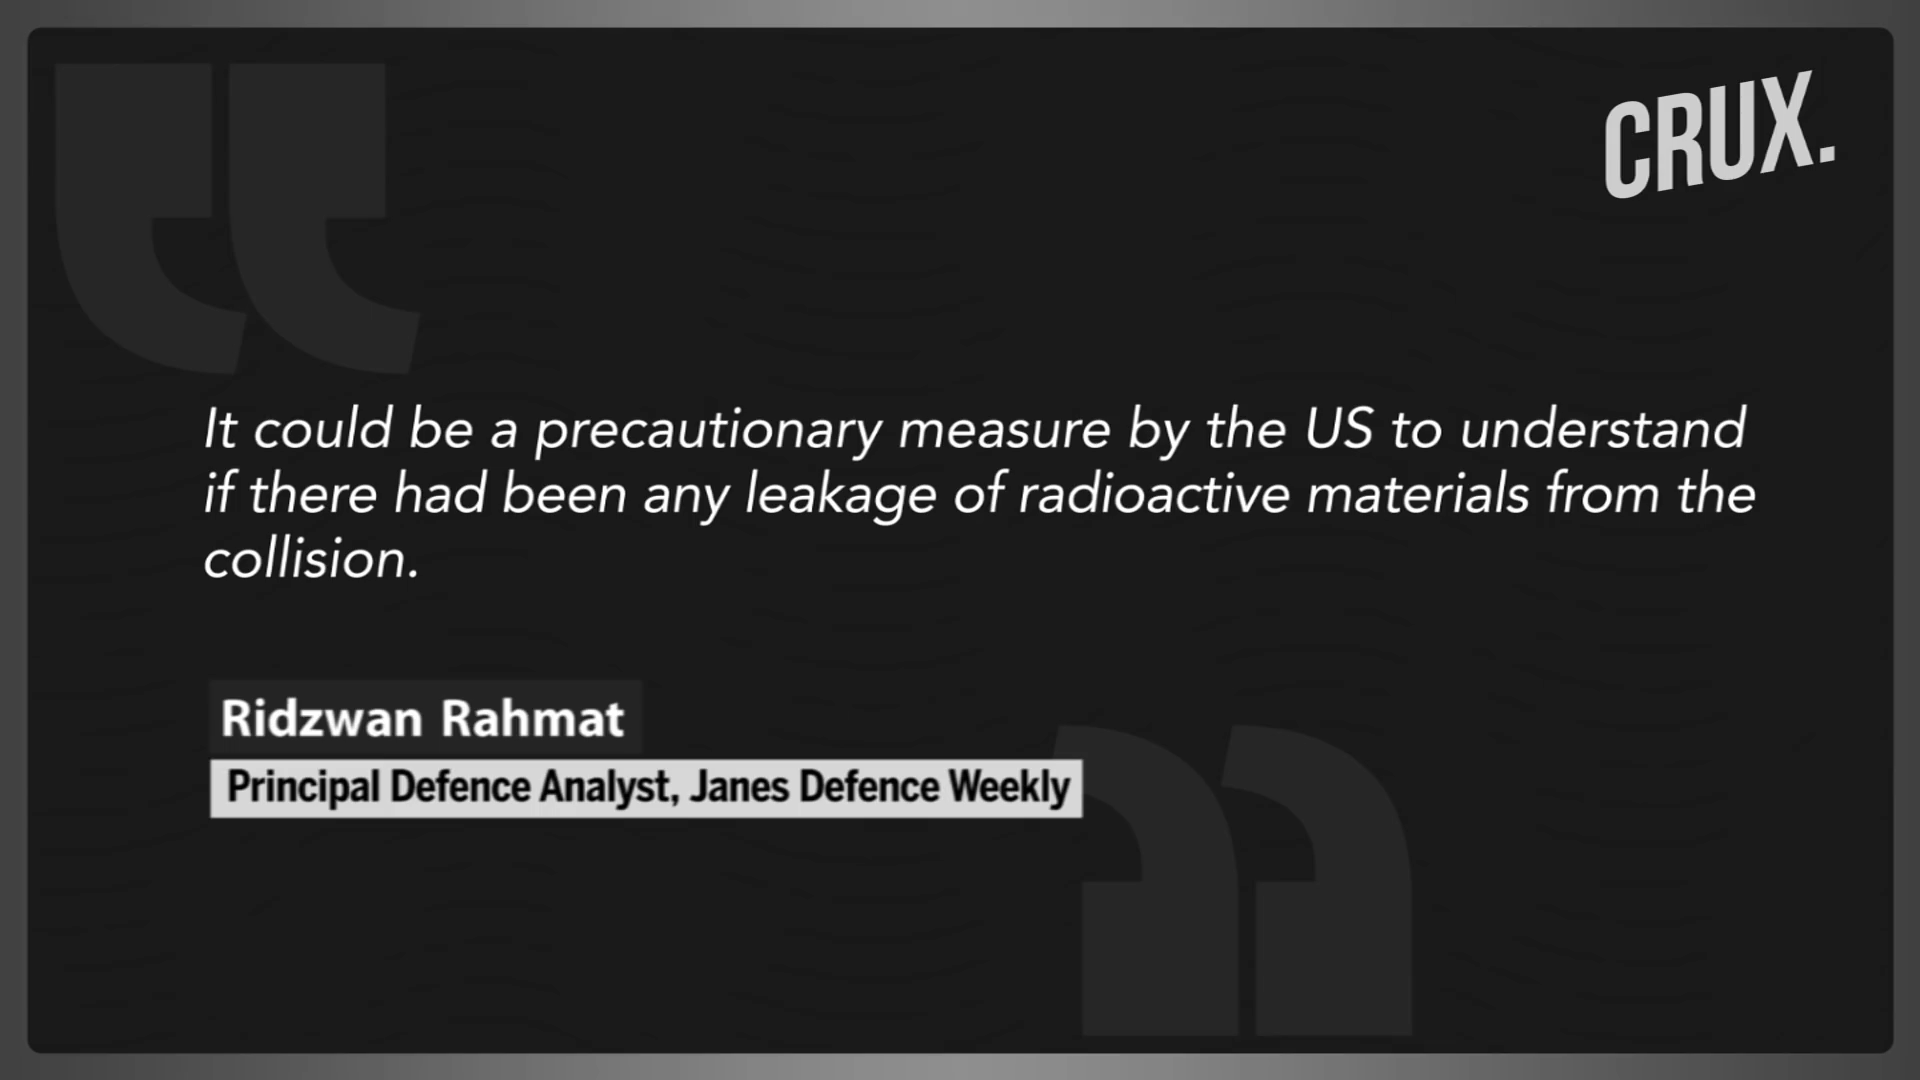 CRUX.
It could be a precautionary measure by the US to understand
if there had been any leakage of radioactive materials from the
collision.
Ridzwan Rahmat
Principal Defence Analyst, Janes Defence Weekly